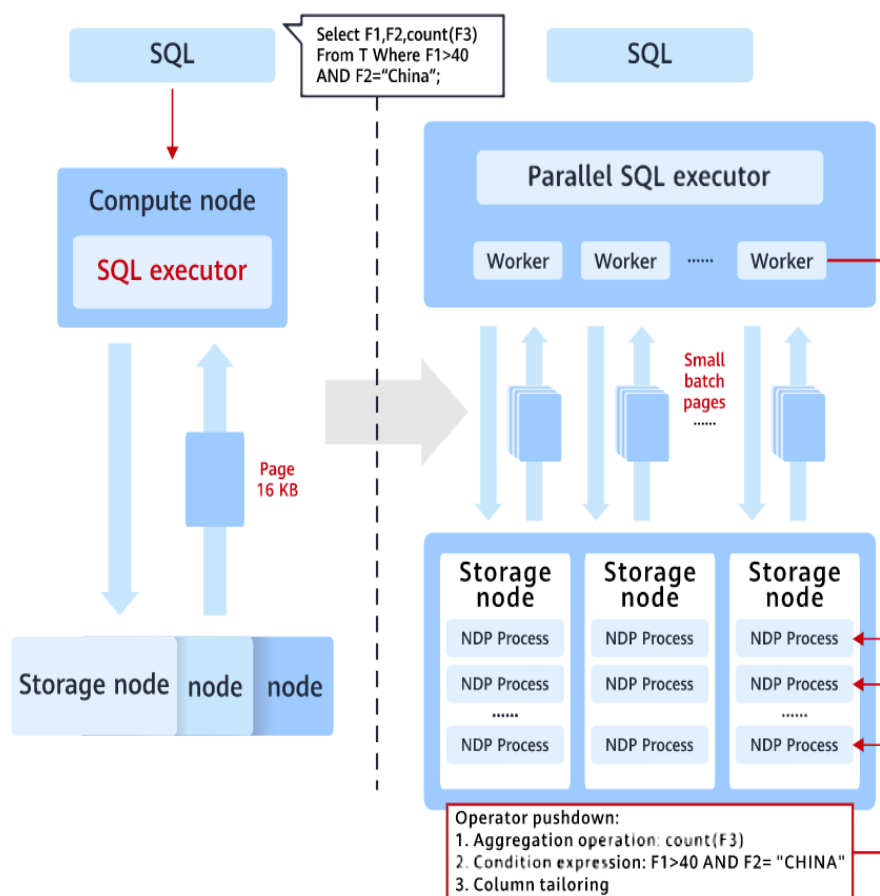 SQL
Select F1,F2,count(F3)
From T Where F1>40
AND F2=“China”;
Compute node
SQL executor
Page
16 KB
Storage node
node
node
SQL
Parallel SQL executor
Worker
Worker
......
Worker
Small
batch
pages
......
Storage
node
NDP Process
NDP Process
......
NDP Process
Storage
node
NDP Process
NDP Process
NDP Process
Storage
node
NDP Process
NDP Process
......
NDP Process
Operator pushdown:
1. Aggregation operation: count(F3)
2. Condition expression: F1>40 AND F2= "CHINA"
3. Column tailoring